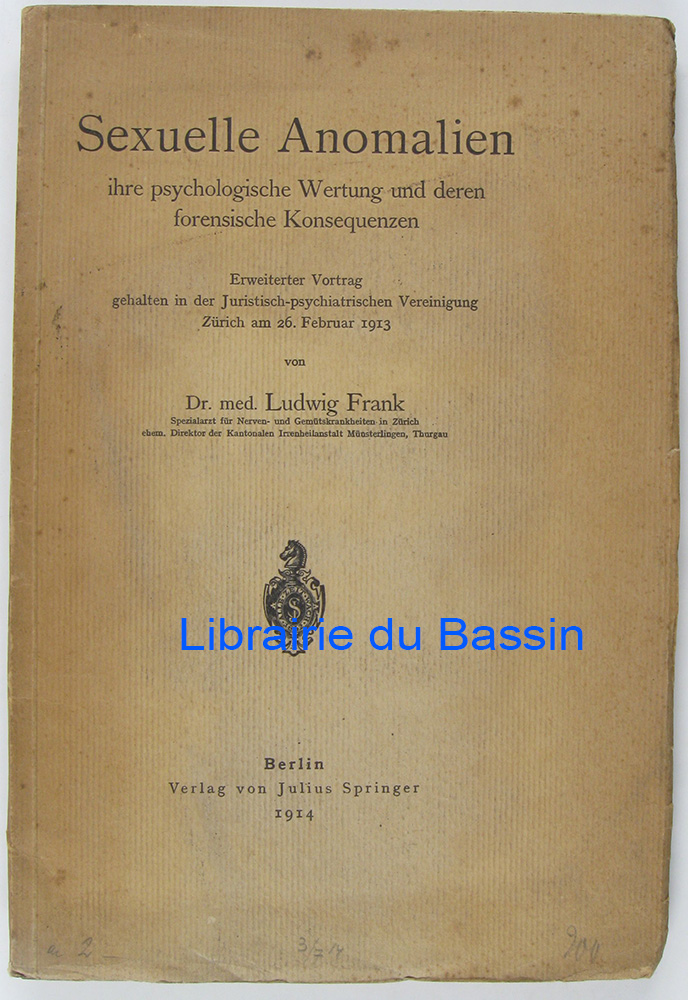 Sexuelle Anomalien
ihre psychologische Wertung und deren
forensische Konsequenzen
Erweiterter Vortrag
gehalten in der Juristisch-psychiatrischen Vereinigung
Zürich am 26. Februar 1913
von
Dr. med. Ludwig Frank
Spezialarzt für Nerven- und Gemütskrankheiten in Zürich
ehem. Direktor der Kantonalen Irrenheilanstalt Münsterlingen, Thurgau
Librairie du Bassin
Berlin
Verlag von Julius Springer
1914
2 –
200